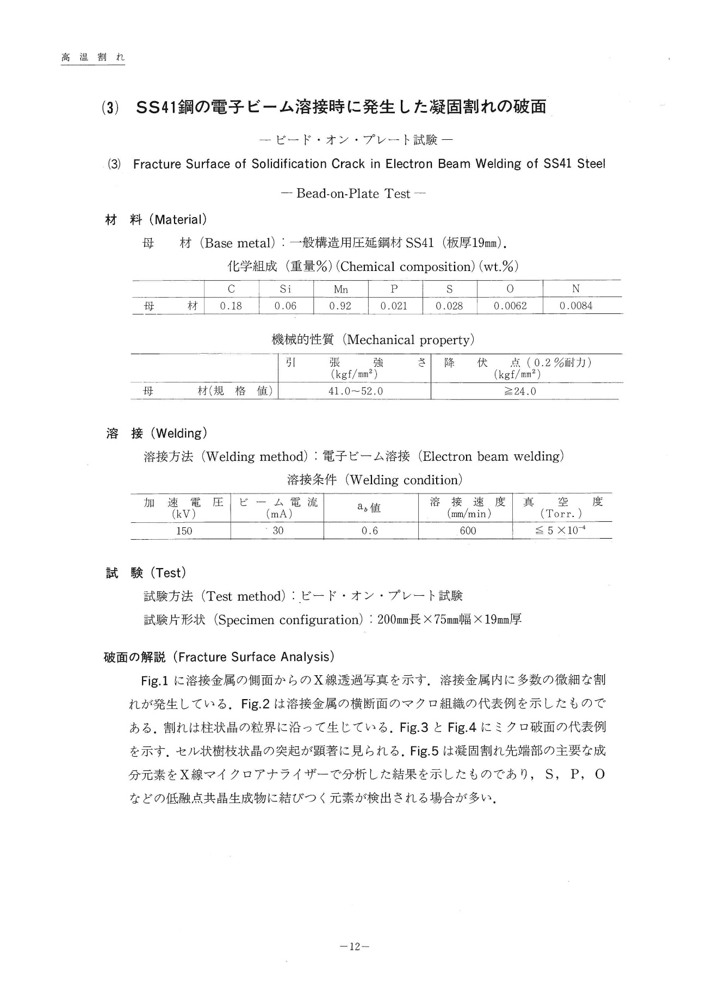 高温割れ
(3) SS41鋼の電子ビーム溶接時に発生した凝固割れの破面
― ビード・オン・プレート試験 ―
(3) Fracture Surface of Solidification Crack in Electron Beam Welding of SS41 Steel
― Bead-on-Plate Test ―
材 料 (Material)
母 材 (Base metal)：一般構造用圧延鋼材 SS41 (板厚19mm).
化学組成 (重量%) (Chemical composition) (wt.%)
C Si Mn P S O N
母 材 0.18 0.06 0.92 0.021 0.028 0.0062 0.0084
機械的性質 (Mechanical property)
引張強さ 降伏点 (0.2%耐力)
(kgf/mm²) (kgf/mm²)
母 材(規格値) 41.0~52.0 ≧24.0
溶 接 (Welding)
溶接方法 (Welding method)：電子ビーム溶接 (Electron beam welding)
溶接条件 (Welding condition)
加速電圧 ビーム電流 a_b値 溶接速度 真空度
(kV) (mA) (mm/min) (Torr.)
150 30 0.6 600 ≦5×10⁻⁴
試 験 (Test)
試験方法 (Test method)：ビード・オン・プレート試験
試験片形状 (Specimen configuration)：200mm長×75mm幅×19mm厚
破面の解説 (Fracture Surface Analysis)
Fig.1 に溶接金属の側面からのX線透過写真を示す．溶接金属内に多数の微細な割
れが発生している．Fig.2 は溶接金属の横断面のマクロ組織の代表例を示したもので
ある．割れは柱状晶の粒界に沿って生じている．Fig.3 と Fig.4 にミクロ破面の代表例
を示す．セル状樹枝状晶の突起が顕著に見られる．Fig.5 は凝固割れ先端部の主要な成
分元素をX線マイクロアナライザーで分析した結果を示したものであり，S，P，O
などの低融点共晶生成物に結びつく元素が検出される場合が多い．
－12－